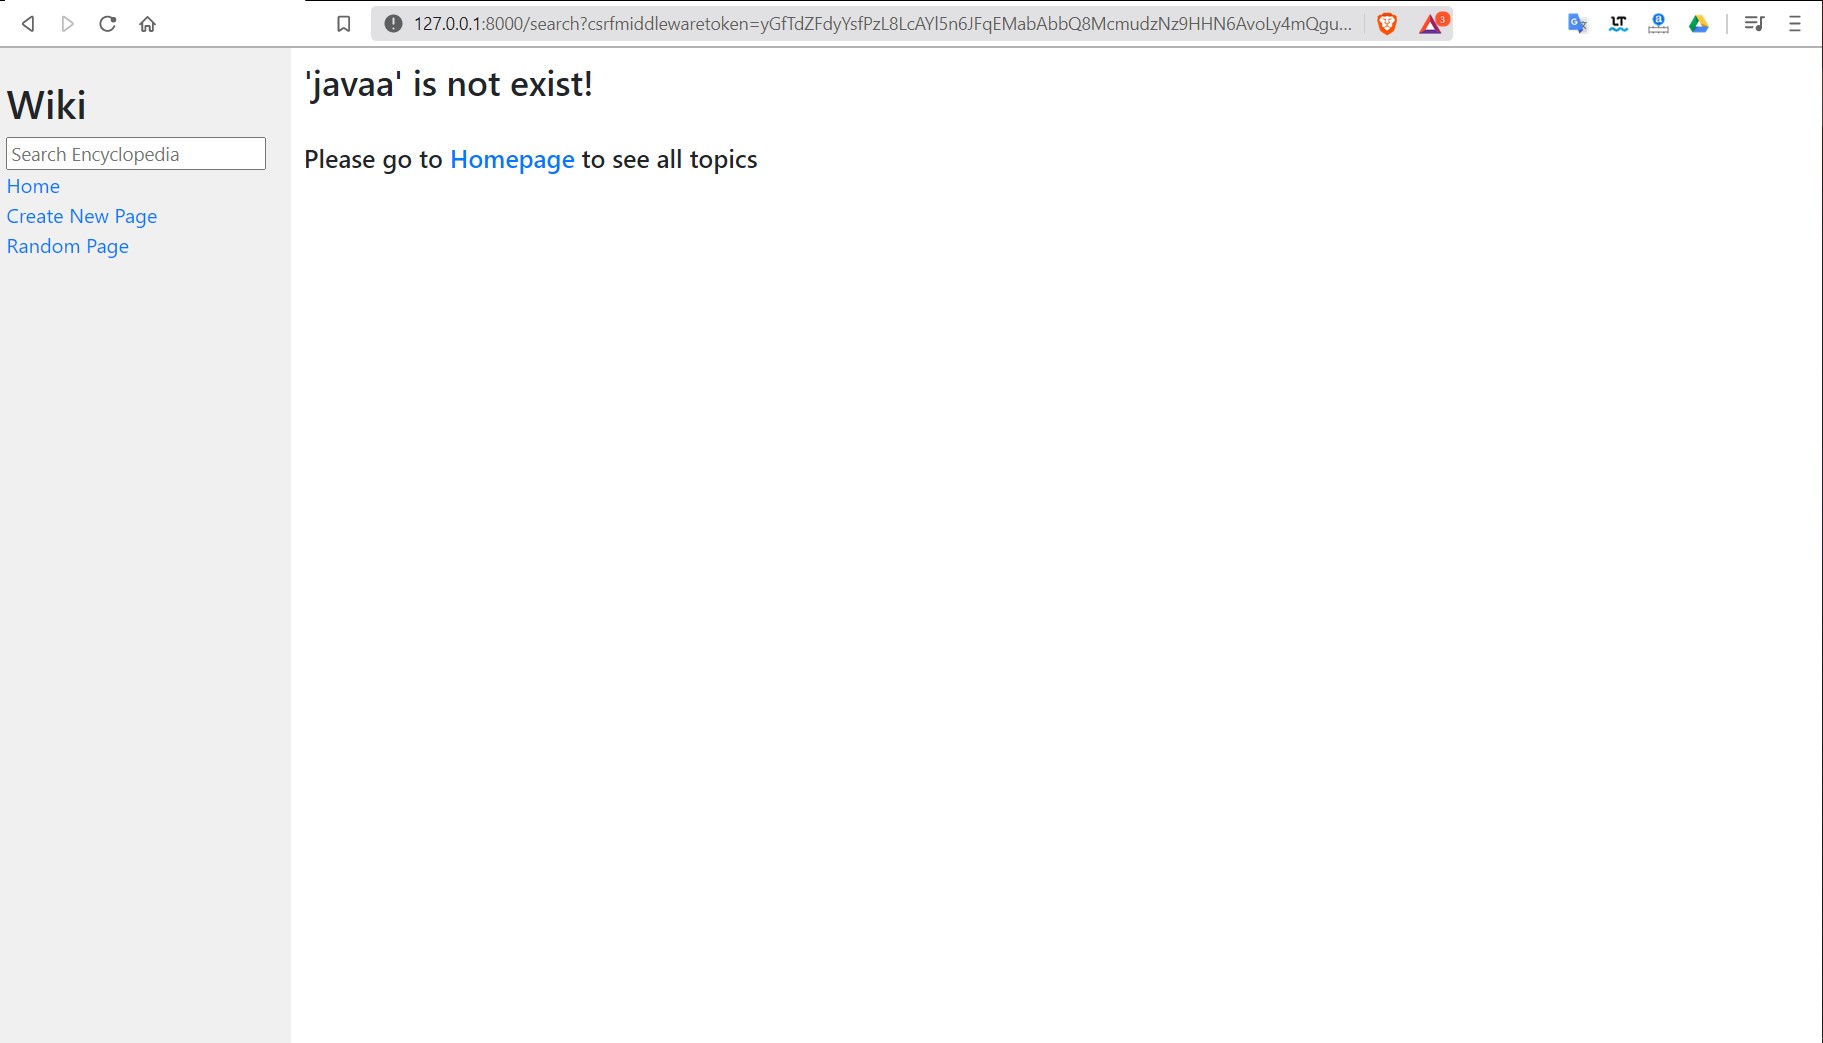 127.0.0.1:8000/search?csrfmiddlewaretoken=yGfTdZFdyYsfPzL8LcAYl5n6JFqEMabAbbQ8McmudzNz9HHN6AvoLy4mQgu...
3
LT
a
G
Wiki
Search Encyclopedia
Home
Create New Page
Random Page
'javaa' is not exist!
Please go to Homepage to see all topics